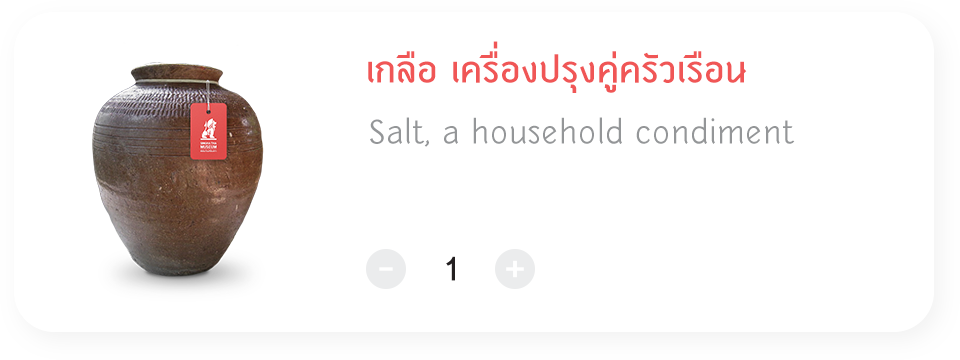 เกลือ เครื่องปรุงคู่ครัวเรือน
Salt, a household condiment
MUSEUM
- 1 +